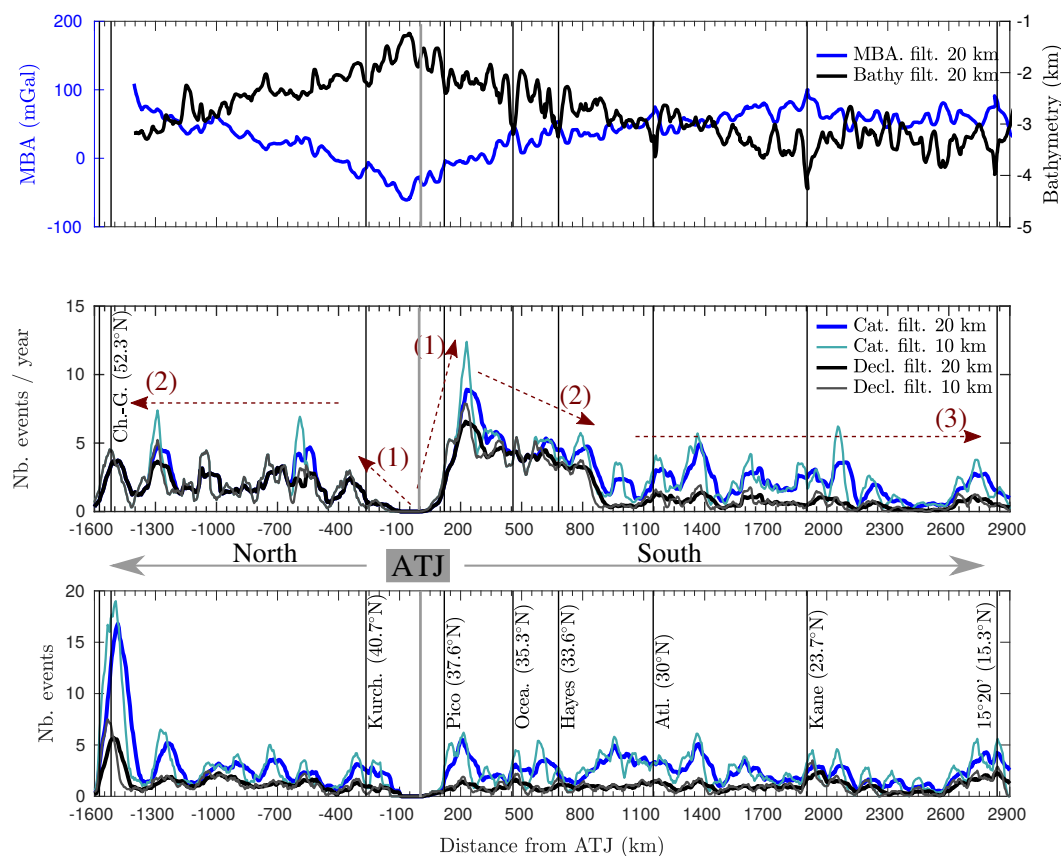 200
100
0
-100
MBA (mGal)
-1
-2
-3
-4
-5
Bathymetry (km)
MBA. filt. 20 km
Bathy filt. 20 km
15
10
5
0
Nb. events / year
Ch.-G. (52.3°N)
(2)
(1)
(1)
(2)
(3)
Cat. filt. 20 km
Cat. filt. 10 km
Decl. filt. 20 km
Decl. filt. 10 km
-1600 -1300 -1000 -700 -400 -100 200 500 800 1100 1400 1700 2000 2300 2600 2900
North ATJ South
20
15
10
5
0
Nb. events
Kurch. (40.7°N)
Pico (37.6°N)
Ocea. (35.3°N)
Hayes (33.6°N)
Atl. (30°N)
Kane (23.7°N)
15°20' (15.3°N)
-1600 -1300 -1000 -700 -400 -100 200 500 800 1100 1400 1700 2000 2300 2600 2900
Distance from ATJ (km)